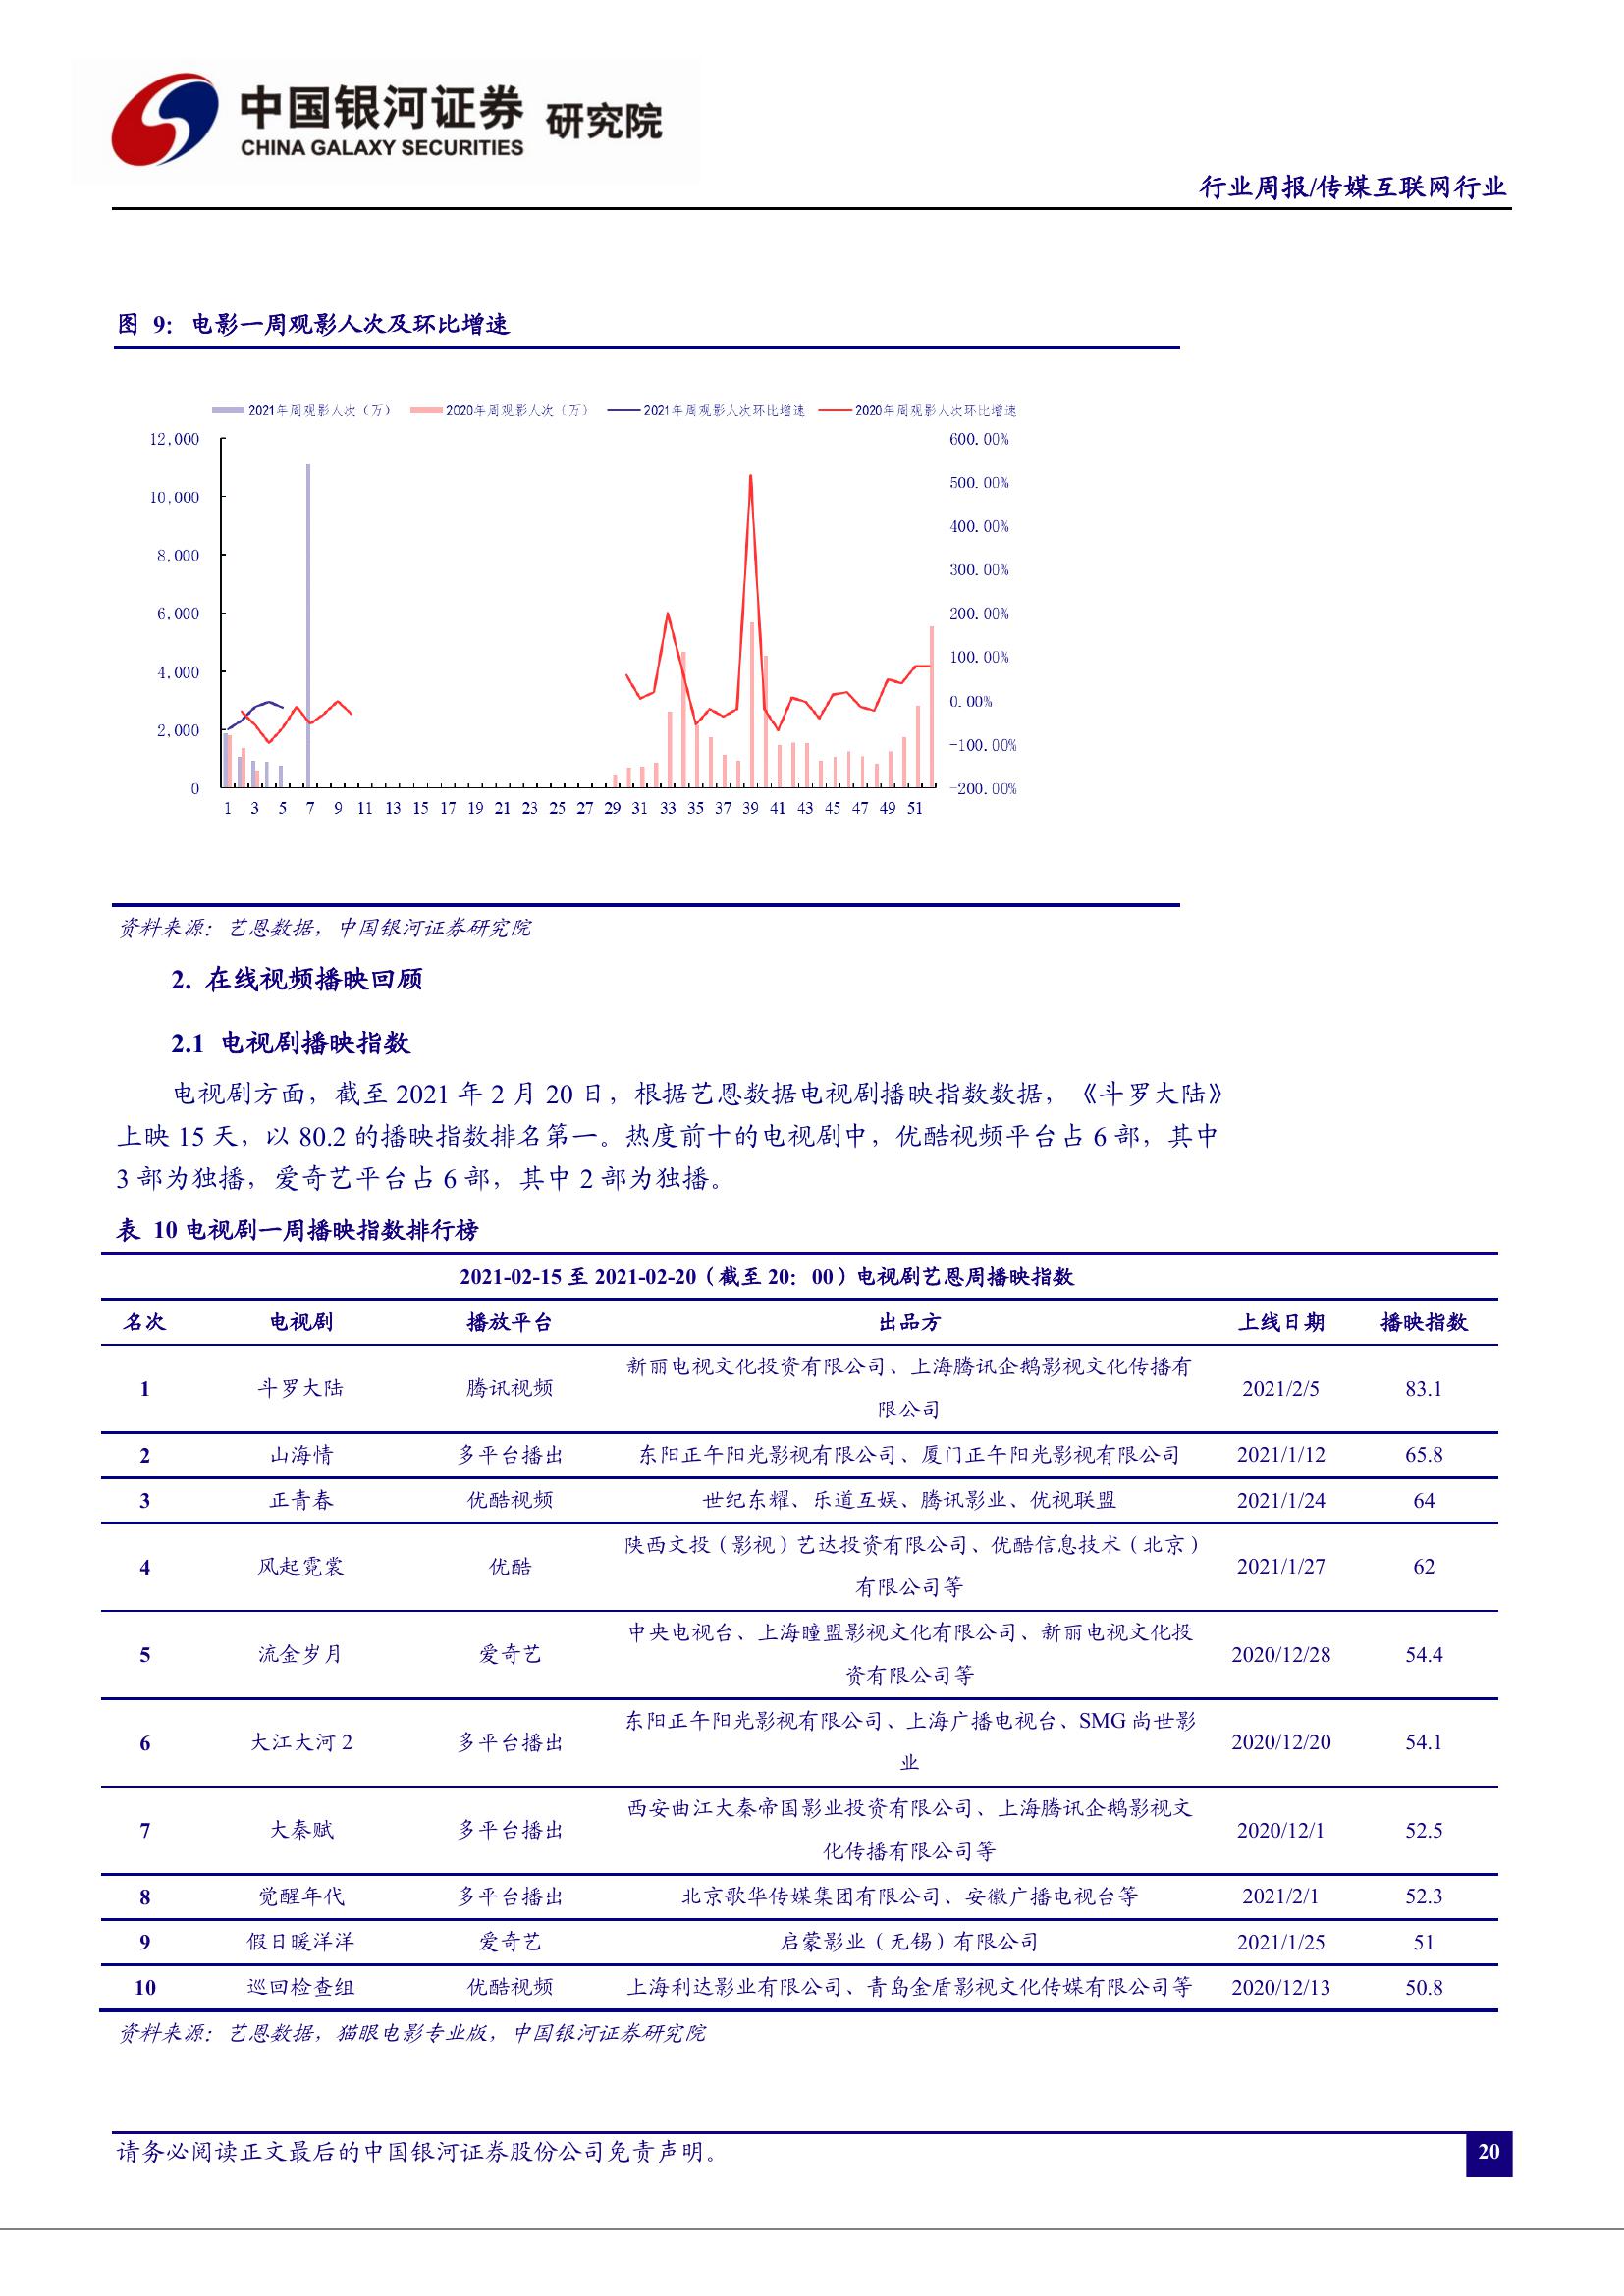 中国银河证券 研究院
CHINA GALAXY SECURITIES
行业周报/传媒互联网行业
图 9：电影一周观影人次及环比增速
2021年周观影人次（万） 2020年周观影人次（万） 2021年周观影人次环比增速 2020年周观影人次环比增速
12,000 600.00%
10,000 500.00%
400.00%
8,000 300.00%
6,000 200.00%
4,000 100.00%
0.00%
2,000 -100.00%
0 -200.00%
1 3 5 7 9 11 13 15 17 19 21 23 25 27 29 31 33 35 37 39 41 43 45 47 49 51
资料来源：艺恩数据，中国银河证券研究院
2. 在线视频播映回顾
2.1 电视剧播映指数
电视剧方面，截至 2021 年 2 月 20 日，根据艺恩数据电视剧播映指数数据，《斗罗大陆》
上映 15 天，以 80.2 的播映指数排名第一。热度前十的电视剧中，优酷视频平台占 6 部，其中
3 部为独播，爱奇艺平台占 6 部，其中 2 部为独播。
表 10 电视剧一周播映指数排行榜
2021-02-15 至 2021-02-20（截至 20：00）电视剧艺恩周播映指数
名次 电视剧 播放平台 出品方 上线日期 播映指数
新丽电视文化投资有限公司、上海腾讯企鹅影视文化传播有
1 斗罗大陆 腾讯视频 2021/2/5 83.1
限公司
2 山海情 多平台播出 东阳正午阳光影视有限公司、厦门正午阳光影视有限公司 2021/1/12 65.8
3 正青春 优酷视频 世纪东耀、乐道互娱、腾讯影业、优视联盟 2021/1/24 64
陕西文投（影视）艺达投资有限公司、优酷信息技术（北京）
4 风起霓裳 优酷 2021/1/27 62
有限公司等
中央电视台、上海瞳盟影视文化有限公司、新丽电视文化投
5 流金岁月 爱奇艺 2020/12/28 54.4
资有限公司等
东阳正午阳光影视有限公司、上海广播电视台、SMG 尚世影
6 大江大河 2 多平台播出 2020/12/20 54.1
业
西安曲江大秦帝国影业投资有限公司、上海腾讯企鹅影视文
7 大秦赋 多平台播出 2020/12/1 52.5
化传播有限公司等
8 觉醒年代 多平台播出 北京歌华传媒集团有限公司、安徽广播电视台等 2021/2/1 52.3
9 假日暖洋洋 爱奇艺 启蒙影业（无锡）有限公司 2021/1/25 51
10 巡回检查组 优酷视频 上海利达影业有限公司、青岛金盾影视文化传媒有限公司等 2020/12/13 50.8
资料来源：艺恩数据，猫眼电影专业版，中国银河证券研究院
请务必阅读正文最后的中国银河证券股份公司免责声明。
20